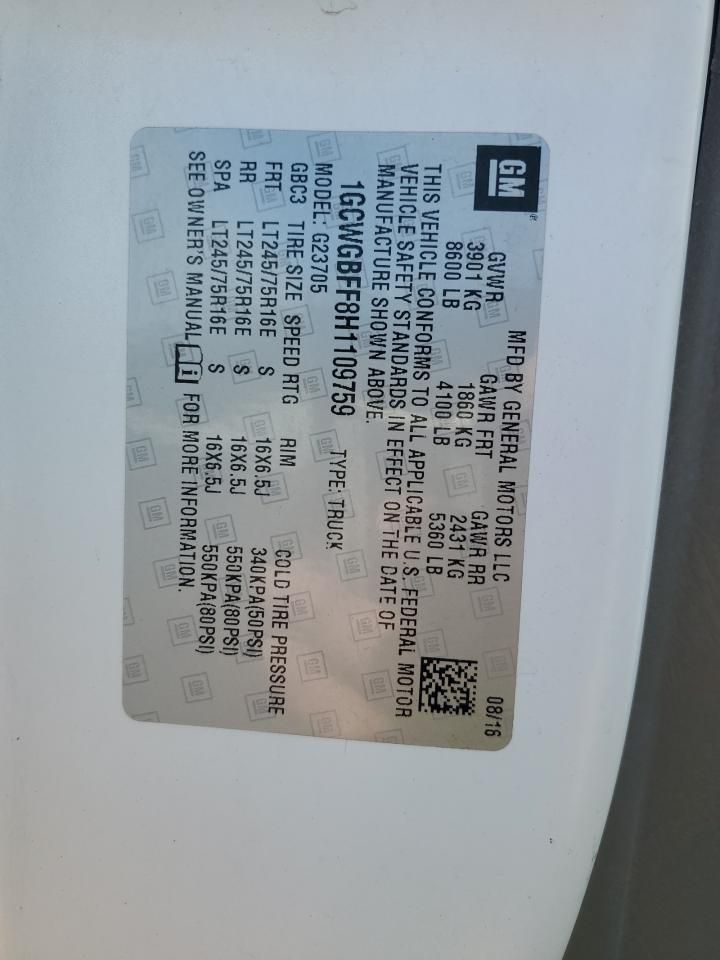 GM
MFD BY GENERAL MOTORS LLC 08/16
GVWR GAWR FRT GAWR RR
3901 KG 1860 KG 2431 KG
8600 LB 4100 LB 5360 LB
THIS VEHICLE CONFORMS TO ALL APPLICABLE U.S. FEDERAL MOTOR
VEHICLE SAFETY STANDARDS IN EFFECT ON THE DATE OF
MANUFACTURE SHOWN ABOVE.
1GCWGBFF8H1109759 TYPE: TRUCK
MODEL: G23705
GBC3 TIRE SIZE SPEED RTG RIM COLD TIRE PRESSURE
FRT LT245/75R16E S 16X6.5J 340KPA(50PSI)
RR LT245/75R16E S 16X6.5J 550KPA(80PSI)
SPA LT245/75R16E S 16X6.5J 550KPA(80PSI)
SEE OWNER'S MANUAL i FOR MORE INFORMATION.